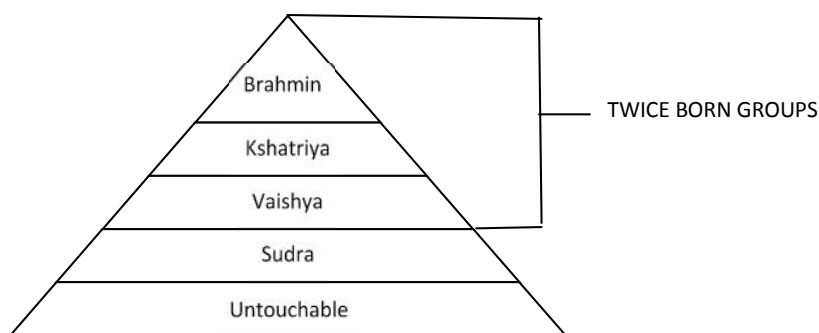 Brahmin
TWICE BORN GROUPS
Kshatriya
Vaishya
Sudra
Untouchable